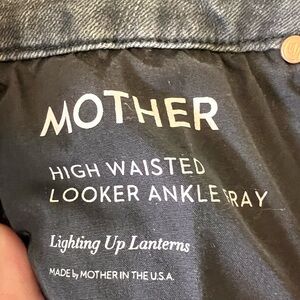 MOTHER
HIGH WAISTED
LOOKER ANKLE FRAY
Lighting Up Lanterns
MADE by MOTHER IN THE U.S.A.